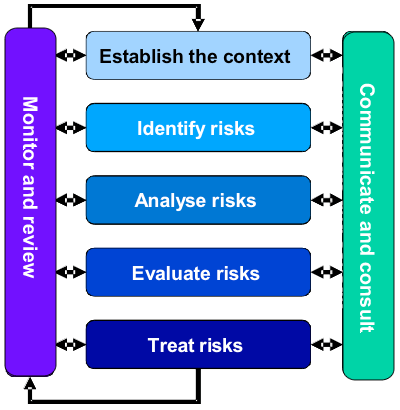 Establish the context
Identify risks
Analyse risks
Evaluate risks
Treat risks
Monitor and review
Communicate and consult